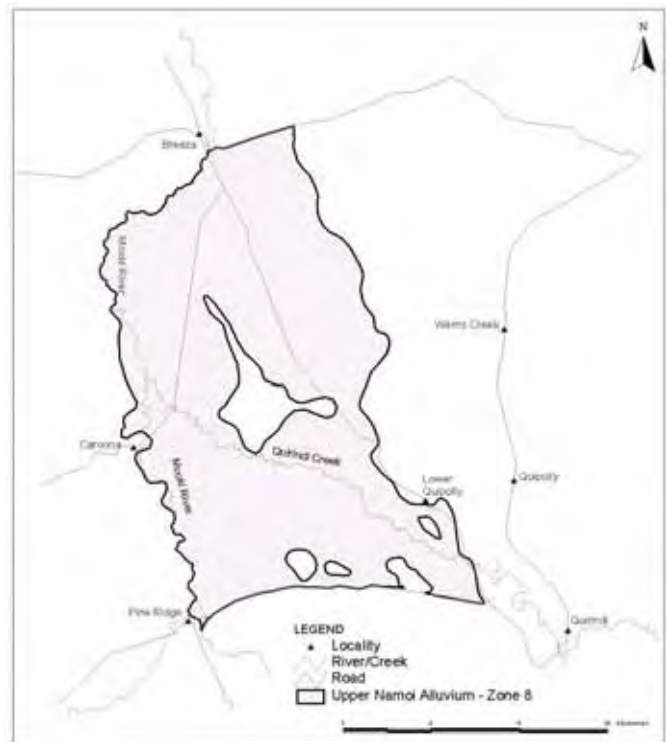 N
Breeza
Mooki River
Werris Creek
Caroona
Quirindi Creek
Mooki River
Lower
Quipolly
Quipolly
Pine Ridge
Quirindi
LEGEND
Locality
River/Creek
Road
Upper Namoi Alluvium - Zone 8